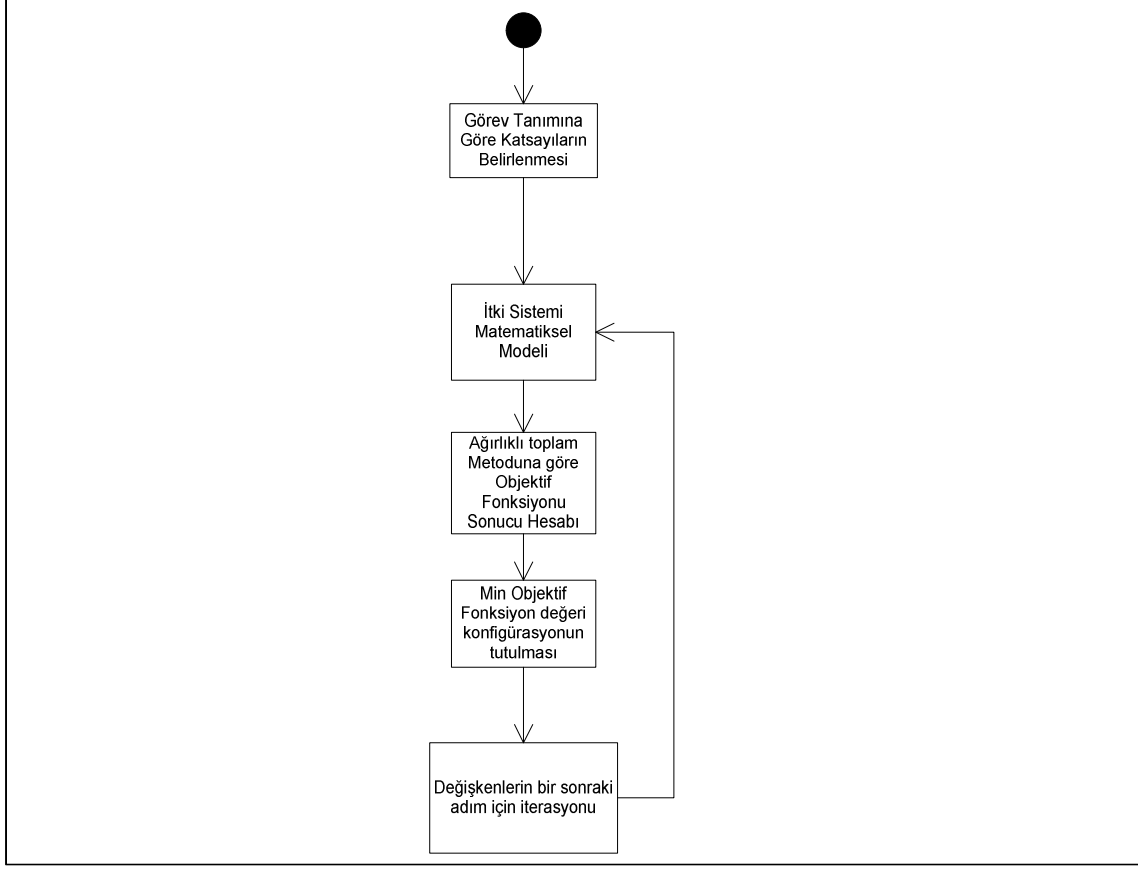 Görev Tanımına
Göre Katsayıların
Belirlenmesi
İtki Sistemi
Matematiksel
Modeli
Ağırlıklı toplam
Metoduna göre
Objektif
Fonksiyonu
Sonucu Hesabı
Min Objektif
Fonksiyon değeri
konfigürasyonun
tutulması
Değişkenlerin bir sonraki
adım için iterasyonu